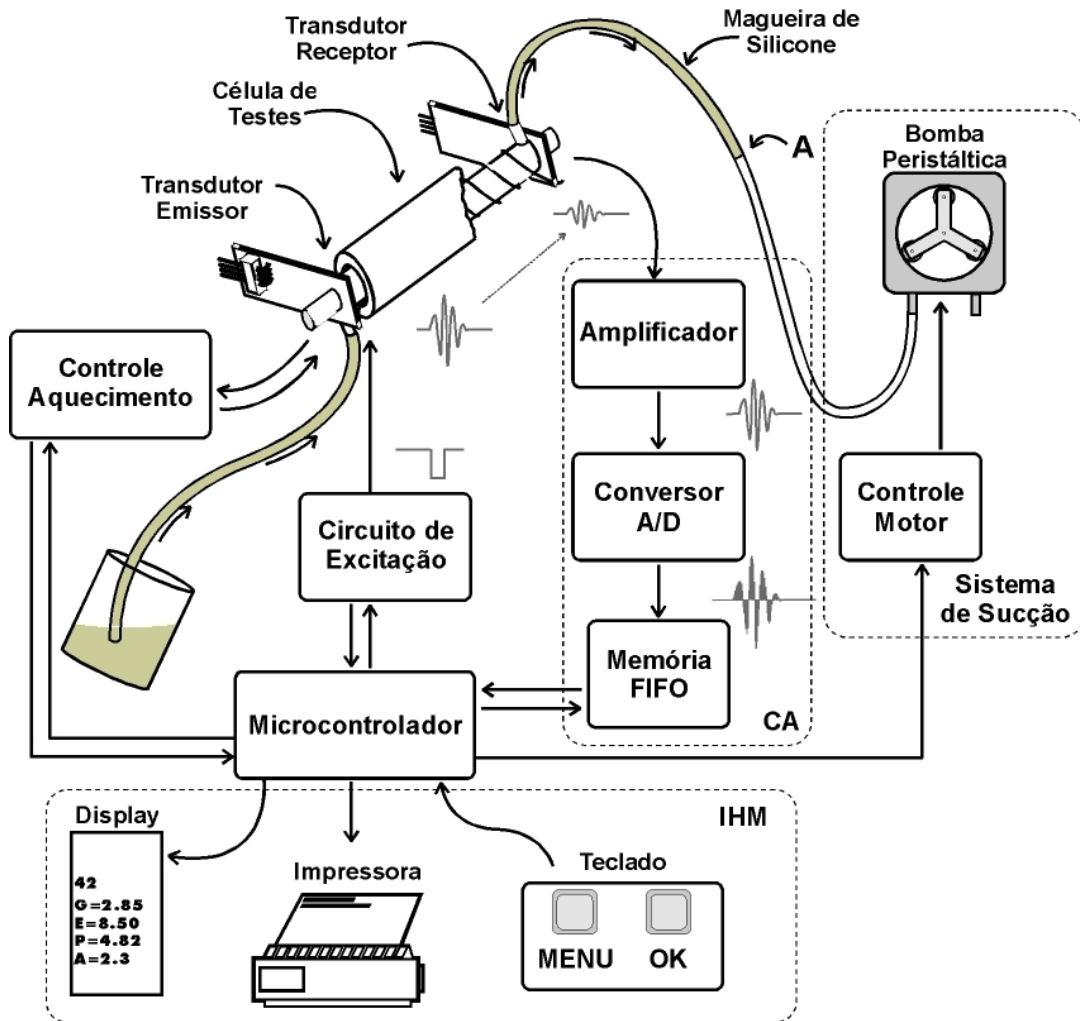 Transdutor
Receptor
Magueira de
Silicone
Célula de
Testes
A
Bomba
Peristáltica
Transdutor
Emissor
Amplificador
Controle
Aquecimento
Conversor
A/D
Controle
Motor
Circuito de
Excitação
Sistema
de Sucção
Memória
FIFO
Microcontrolador
CA
Display
IHM
42
G=2.85
E=8.50
P=4.82
A=2.3
Impressora
Teclado
MENU OK